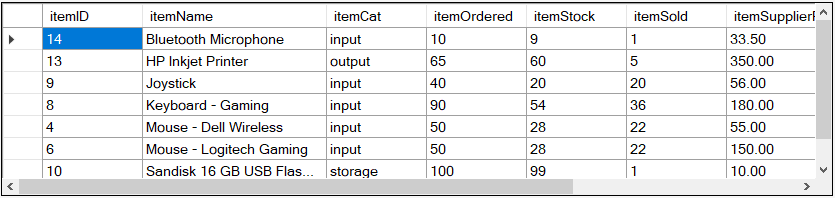 itemID itemName itemCat itemOrdered itemStock itemSold itemSupplierP
14 Bluetooth Microphone input 10 9 1 33.50
13 HP Inkjet Printer output 65 60 5 350.00
9 Joystick input 40 20 20 56.00
8 Keyboard - Gaming input 90 54 36 180.00
4 Mouse - Dell Wireless input 50 28 22 55.00
6 Mouse - Logitech Gaming input 50 28 22 150.00
10 Sandisk 16 GB USB Flas... storage 100 99 1 10.00